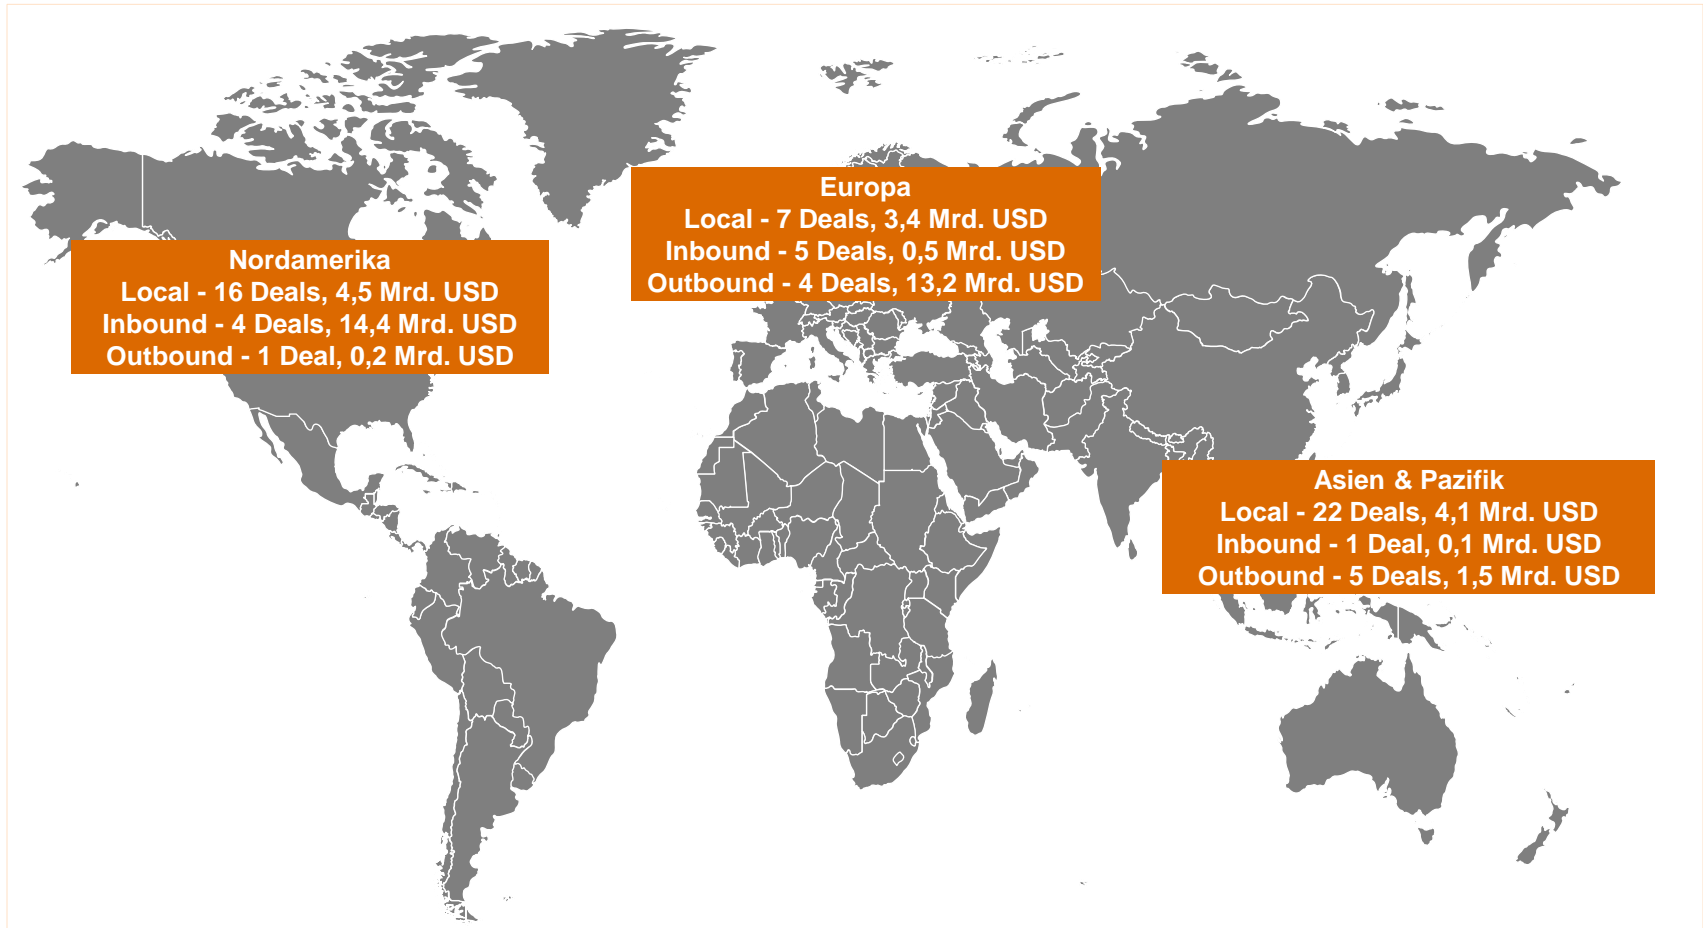 Europa
Local - 7 Deals, 3,4 Mrd. USD
Inbound - 5 Deals, 0,5 Mrd. USD
Outbound - 4 Deals, 13,2 Mrd. USD
Nordamerika
Local - 16 Deals, 4,5 Mrd. USD
Inbound - 4 Deals, 14,4 Mrd. USD
Outbound - 1 Deal, 0,2 Mrd. USD
Asien & Pazifik
Local - 22 Deals, 4,1 Mrd. USD
Inbound - 1 Deal, 0,1 Mrd. USD
Outbound - 5 Deals, 1,5 Mrd. USD